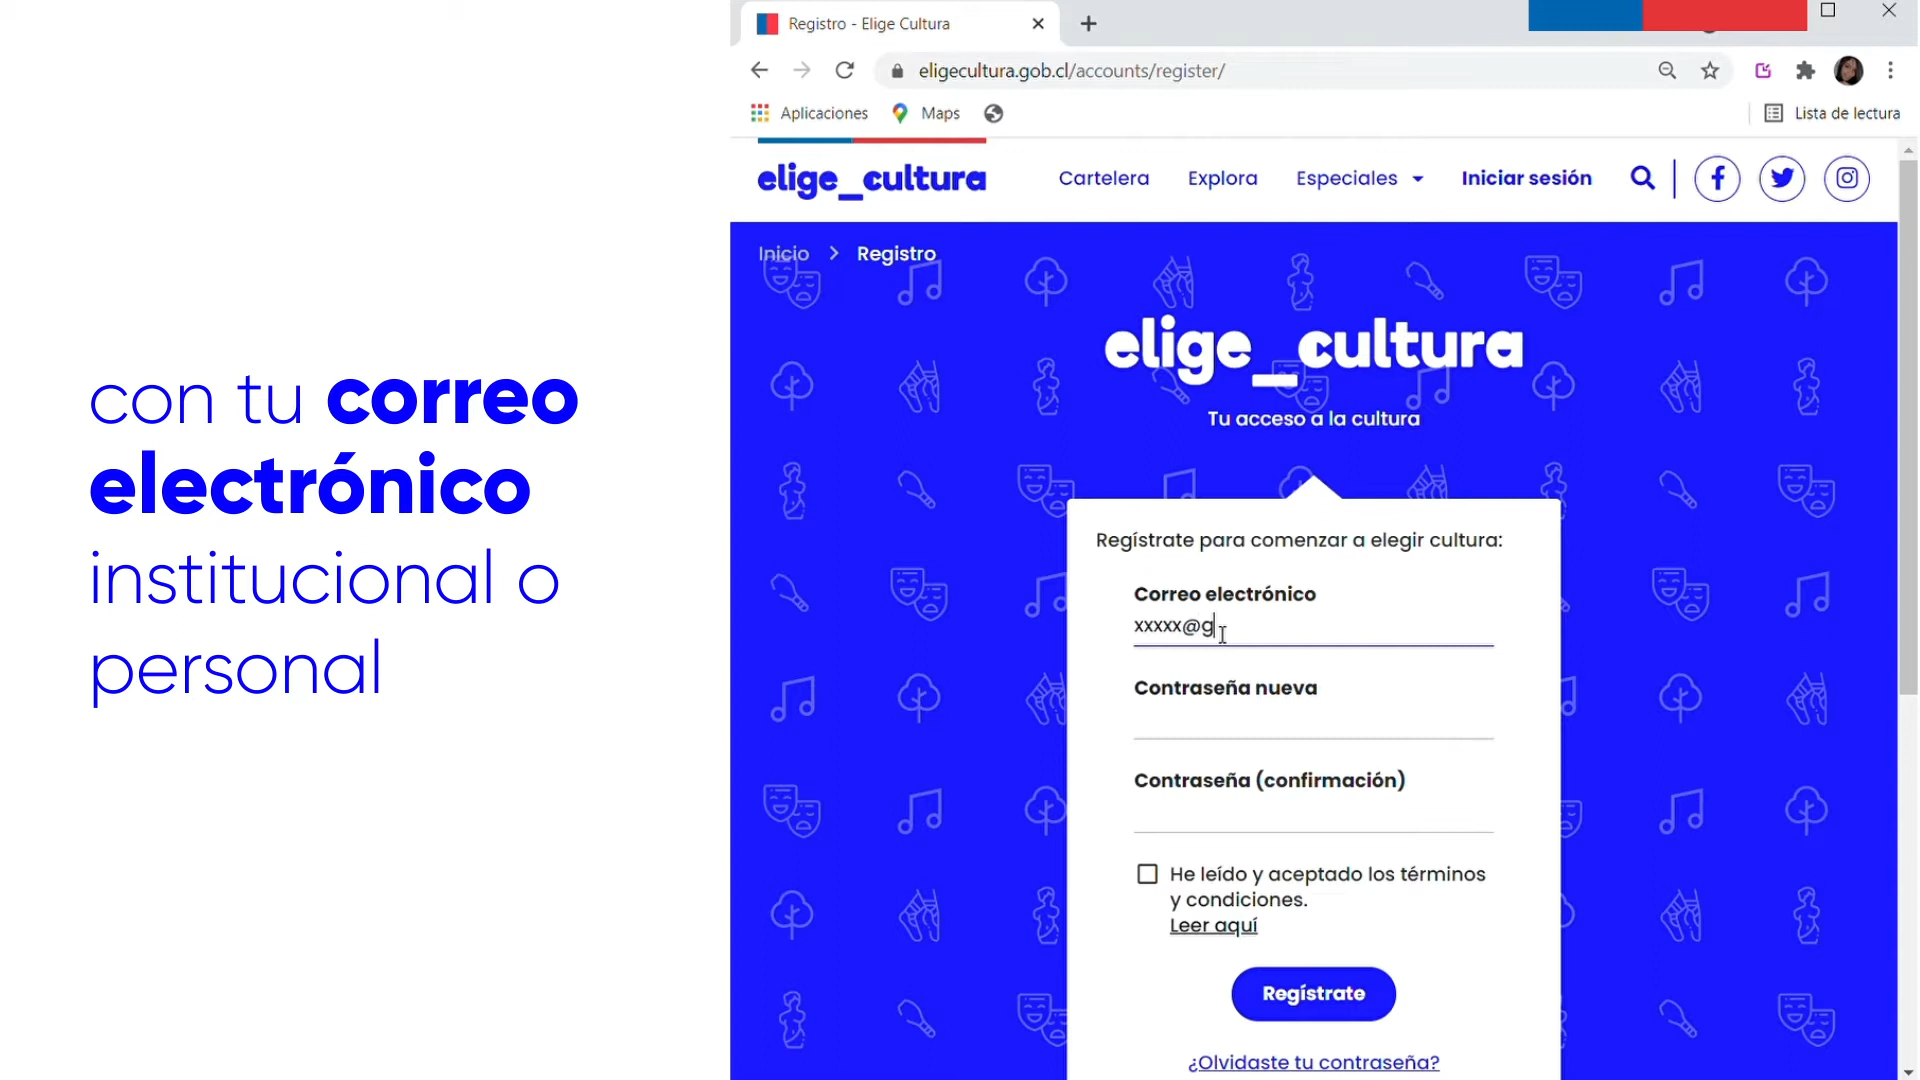 con tu correo
electrónico
institucional o
personal
Registro - Elige Cultura
eligecultura.gob.cl/accounts/register/
Aplicaciones
Maps
Lista de lectura
elige_cultura
Cartelera
Explora
Especiales
Iniciar sesión
Inicio > Registro
elige_cultura
Tu acceso a la cultura
Regístrate para comenzar a elegir cultura:
Correo electrónico
xxxxx@g
Contraseña nueva
Contraseña (confirmación)
He leído y aceptado los términos
y condiciones.
Leer aquí
Regístrate
¿Olvidaste tu contraseña?